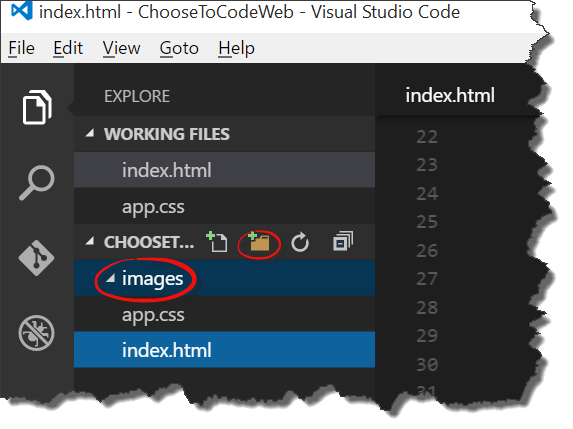 index.html - ChooseToCodeWeb - Visual Studio Code
File Edit View Goto Help
EXPLORE
WORKING FILES
index.html
app.css
CHOOSET...
images
app.css
index.html
index.html
22
23
24
25
26
27
28
29
30
31